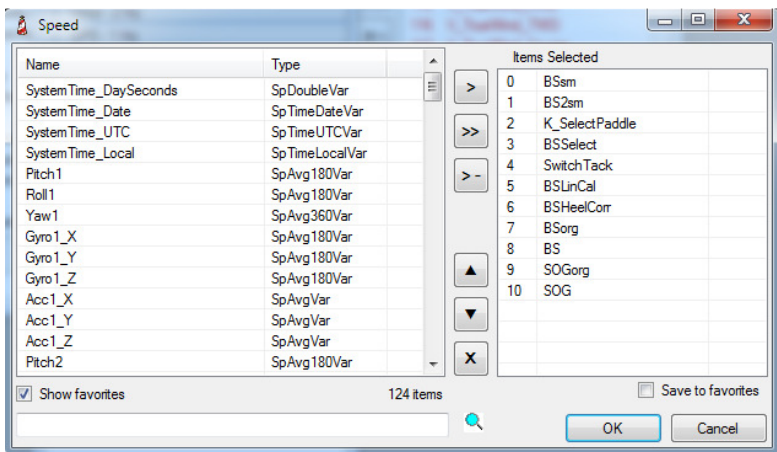 Speed
Name Type
SystemTime_DaySeconds SpDoubleVar
SystemTime_Date SpTimeDateVar
SystemTime_UTC SpTimeUTCVar
SystemTime_Local SpTimeLocalVar
Pitch1 SpAvg180Var
Roll1 SpAvg180Var
Yaw1 SpAvg360Var
Gyro1_X SpAvg180Var
Gyro1_Y SpAvg180Var
Gyro1_Z SpAvg180Var
Acc1_X SpAvgVar
Acc1_Y SpAvgVar
Acc1_Z SpAvgVar
Pitch2 SpAvg180Var
Show favorites 124 items
>
>>
> -
▲
▼
X
Items Selected
0 BSsm
1 BS2sm
2 K_SelectPaddle
3 BSSelect
4 SwitchTack
5 BSLinCal
6 BSHeelCorr
7 BSorg
8 BS
9 SOGorg
10 SOG
Save to favorites
OK Cancel